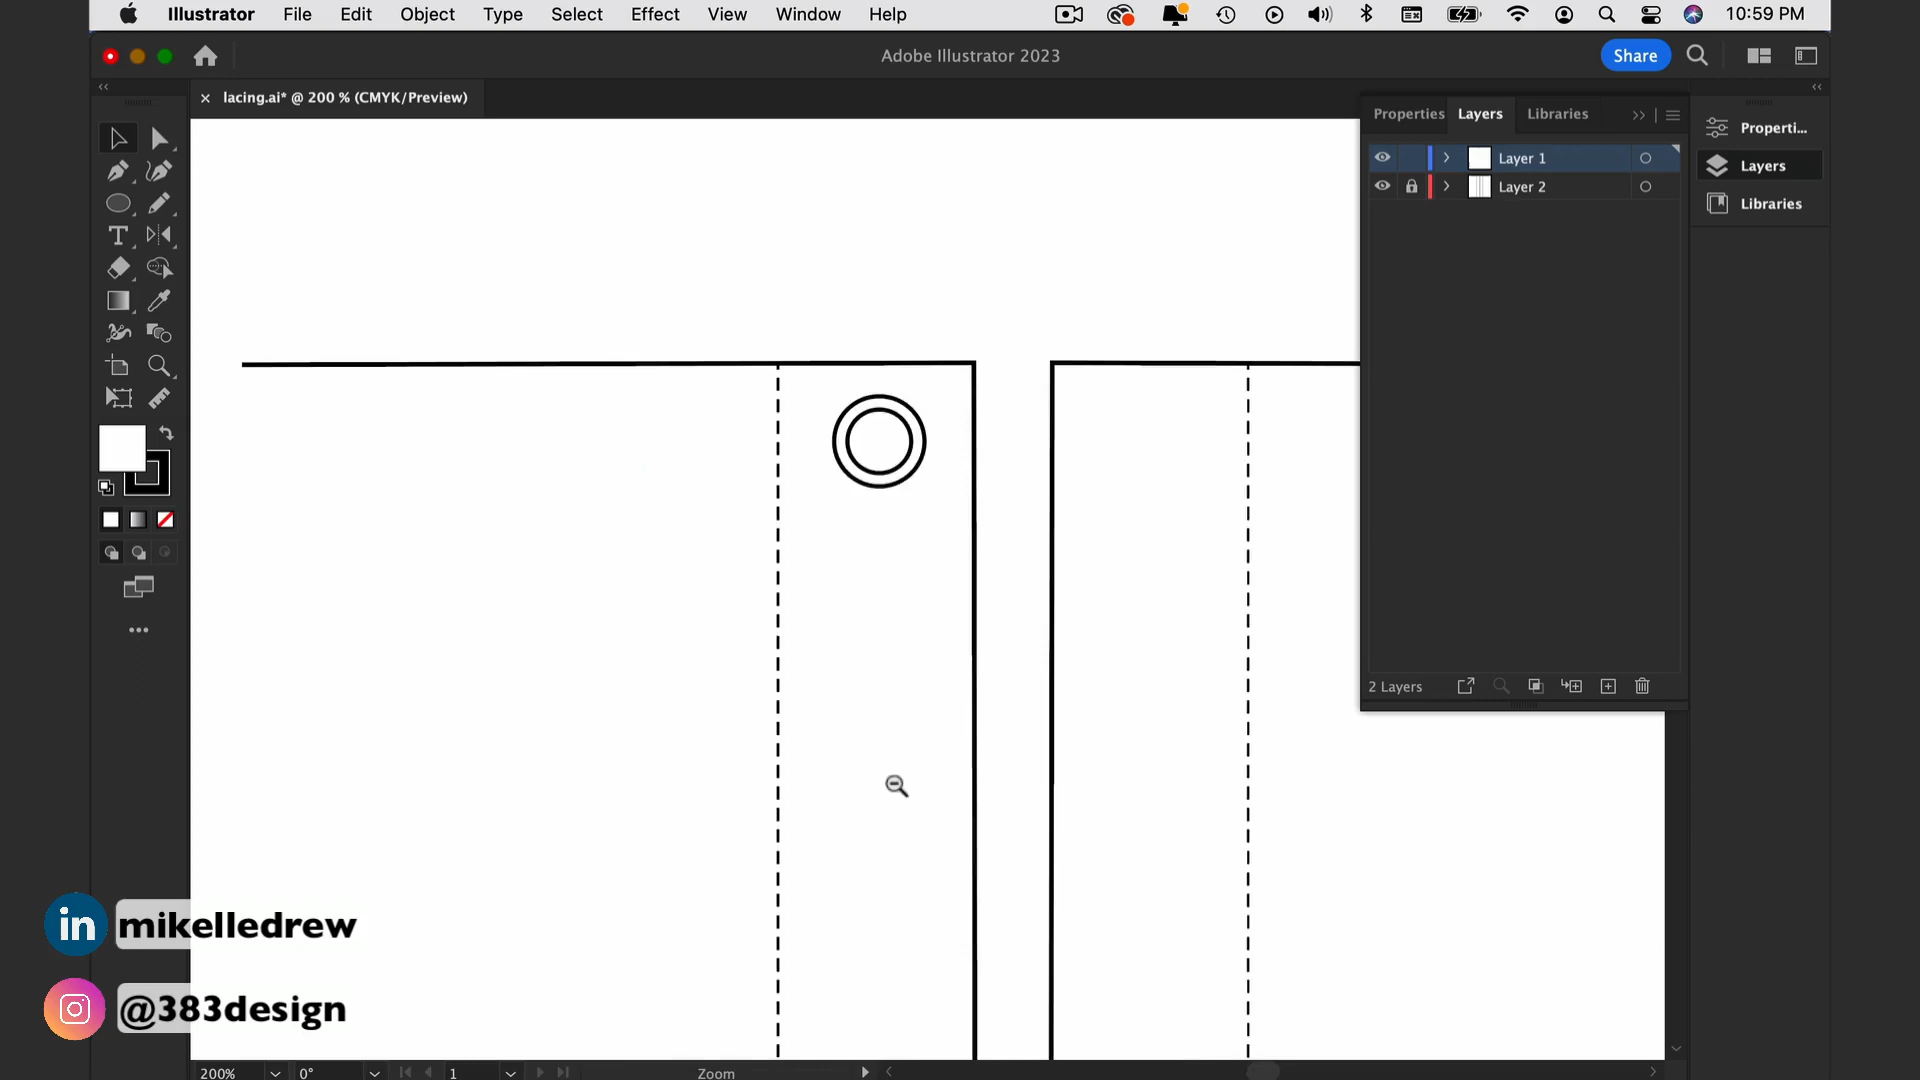 Illustrator File Edit Object Type Select Effect View Window Help 10:59 PM
Adobe Illustrator 2023 Share
lacing.ai* @ 200 % (CMYK/Preview)
Properties Layers Libraries
Properti...
Layer 1
Layers
Layer 2
Libraries
2 Layers
in mikelledrew
@383design
200% 0° 1 Zoom